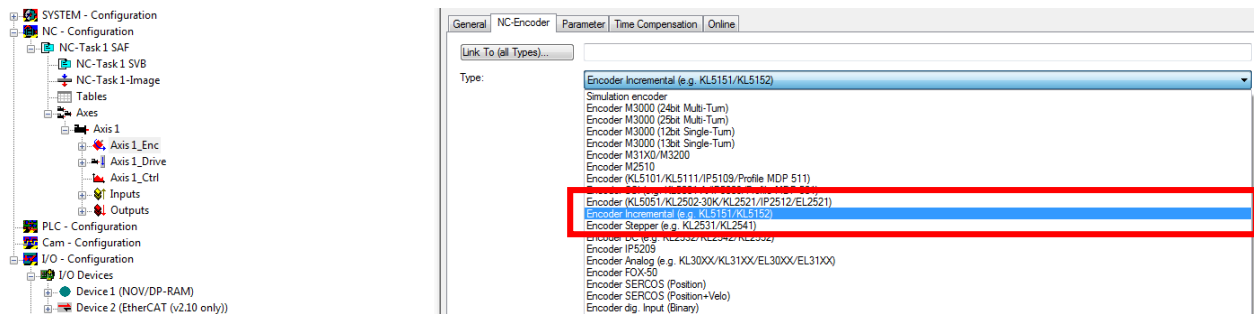 SYSTEM - Configuration
NC - Configuration
NC-Task 1 SAF
NC-Task 1 SVB
NC-Task 1-Image
Tables
Axes
Axis 1
Axis 1_Enc
Axis 1_Drive
Axis 1_Ctrl
Inputs
Outputs
PLC - Configuration
Cam - Configuration
I/O - Configuration
I/O Devices
Device 1 (NOV/DP-RAM)
Device 2 (EtherCAT (v2.10 only))
General NC-Encoder Parameter Time Compensation Online
Link To (all Types)...
Type:
Encoder Incremental (e.g. KL5151/KL5152)
Simulation encoder
Encoder M3000 (24bit Multi-Turn)
Encoder M3000 (25bit Multi-Turn)
Encoder M3000 (12bit Single-Turn)
Encoder M3000 (13bit Single-Turn)
Encoder M31X0/M3200
Encoder M2510
Encoder (KL5101/KL5111/IP5109/Profile MDP 511)
Encoder (KL5051/KL2502-30K/KL2521/IP2512/EL2521)
Encoder Incremental (e.g. KL5151/KL5152)
Encoder Stepper (e.g. KL2531/KL2541)
Encoder DC (e.g. KL2532/KL2542/KL2552)
Encoder IP5209
Encoder Analog (e.g. KL30XX/KL31XX/EL30XX/EL31XX)
Encoder FOX-50
Encoder SERCOS (Position)
Encoder SERCOS (Position+Velo)
Encoder dig. Input (Binary)